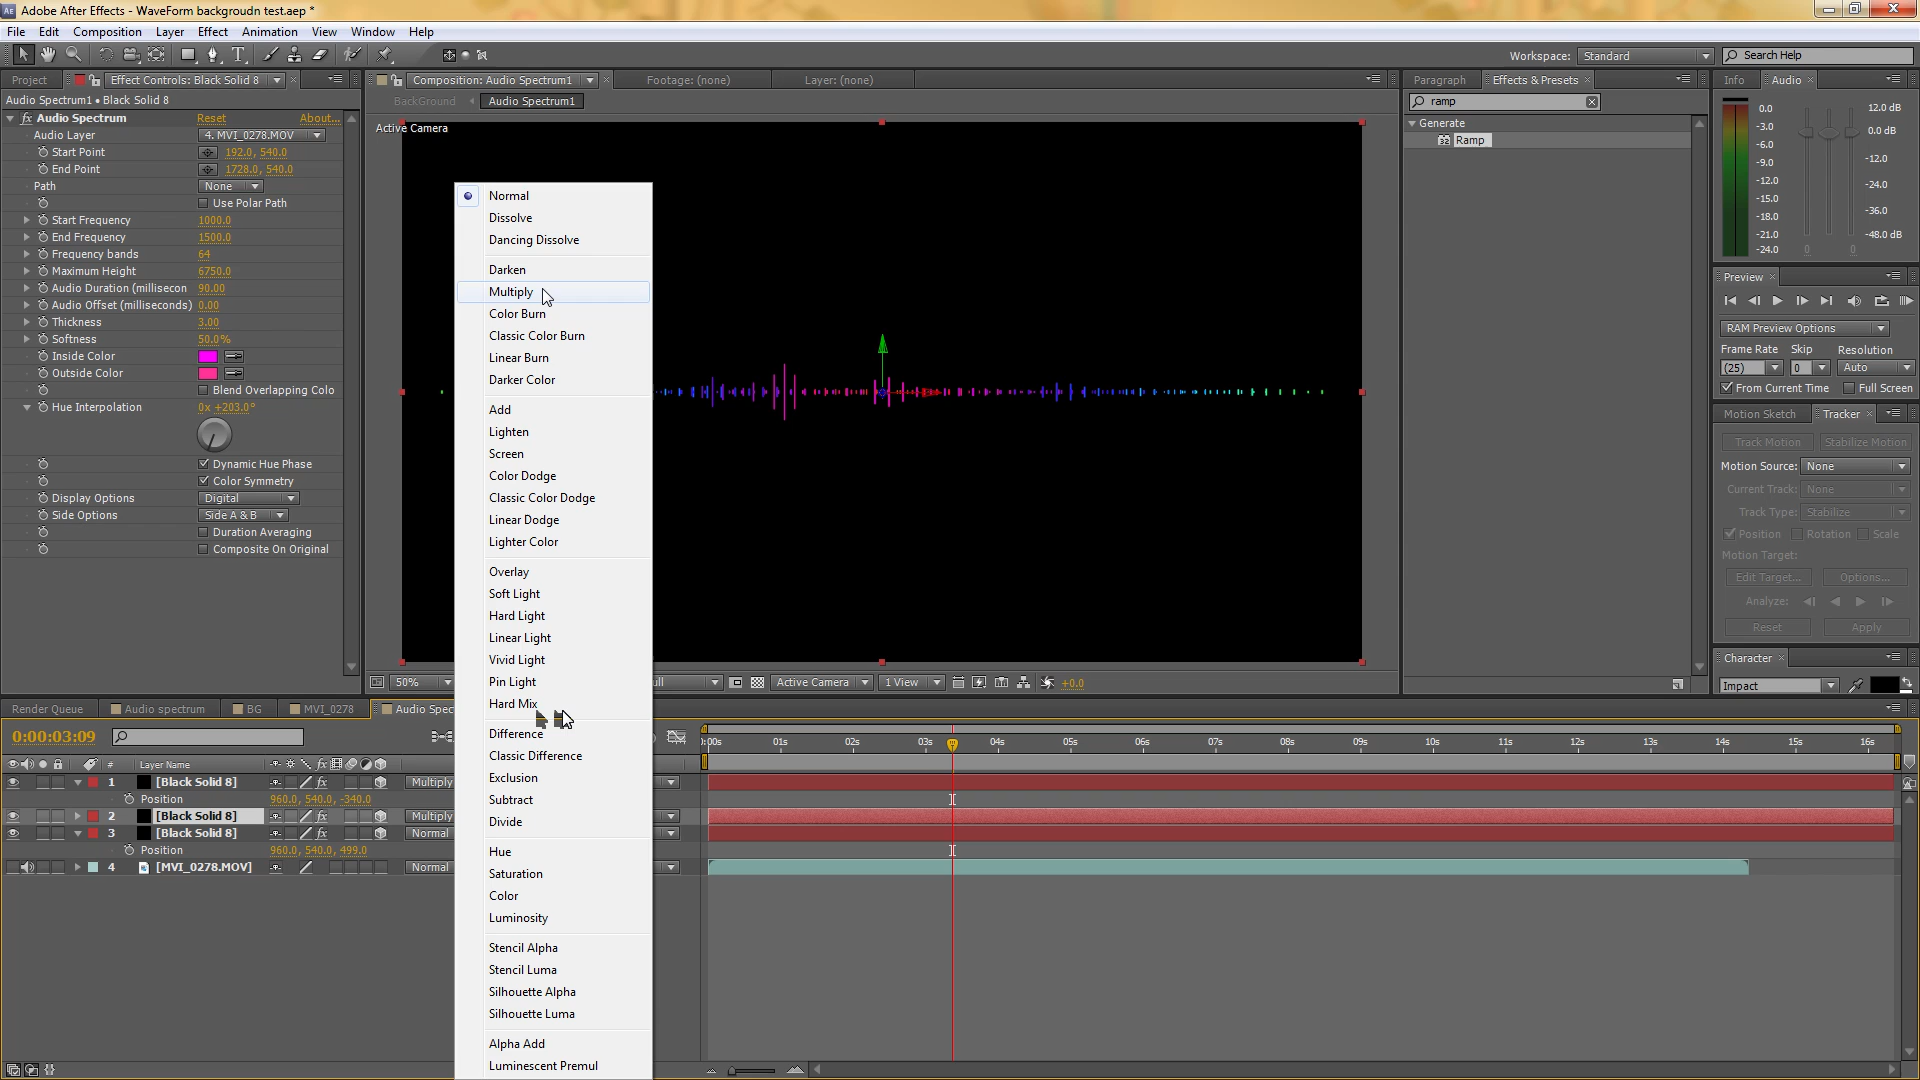 Adobe After Effects - WaveForm backgroudn test.aep *
File Edit Composition Layer Effect Animation View Window Help
Workspace: Standard Search Help
Project Effect Controls: Black Solid 8
Audio Spectrum1 • Black Solid 8
fx Audio Spectrum Reset About...
Audio Layer 4. MVI_0278.MOV
Start Point 192.0, 540.0
End Point 1728.0, 540.0
Path None
Use Polar Path
Start Frequency 1000.0
End Frequency 1500.0
Frequency bands 64
Maximum Height 6750.0
Audio Duration (millisecon 90.00
Audio Offset (milliseconds) 0.00
Thickness 3.00
Softness 50.0%
Inside Color
Outside Color
Blend Overlapping Colo
Hue Interpolation 0x +203.0°
Dynamic Hue Phase
Color Symmetry
Display Options Digital
Side Options Side A & B
Duration Averaging
Composite On Original
Composition: Audio Spectrum1 Footage: (none) Layer: (none)
BackGround Audio Spectrum1
Active Camera
Normal
Dissolve
Dancing Dissolve
Darken
Multiply
Color Burn
Classic Color Burn
Linear Burn
Darker Color
Add
Lighten
Screen
Color Dodge
Classic Color Dodge
Linear Dodge
Lighter Color
Overlay
Soft Light
Hard Light
Linear Light
Vivid Light
Pin Light
Hard Mix
Difference
Classic Difference
Exclusion
Subtract
Divide
Hue
Saturation
Color
Luminosity
Stencil Alpha
Stencil Luma
Silhouette Alpha
Silhouette Luma
Alpha Add
Luminescent Premul
50% ull Active Camera 1 View +0.0
Paragraph Effects & Presets
ramp
Generate
32 Ramp
Info Audio
0.0 12.0 dB
-3.0 0.0 dB
-6.0
-9.0 -12.0
-12.0 -24.0
-15.0
-18.0 -36.0
-21.0 -48.0 dB
-24.0 0 0
Preview
RAM Preview Options
Frame Rate Skip Resolution
(25) 0 Auto
From Current Time Full Screen
Motion Sketch Tracker
Track Motion Stabilize Motion
Motion Source: None
Current Track: None
Track Type: Stabilize
Position Rotation Scale
Motion Target:
Edit Target... Options...
Analyze:
Reset Apply
Character
Impact
Render Queue Audio spectrum BG MVI_0278 Audio Spec
0:00:03:09
# Layer Name
1 [Black Solid 8] fx Multiply
Position 960.0, 540.0, -340.0
2 [Black Solid 8] fx Multiply
3 [Black Solid 8] fx Normal
Position 960.0, 540.0, 499.0
4 [MVI_0278.MOV] Normal
):00s 01s 02s 03s 04s 05s 06s 07s 08s 09s 10s 11s 12s 13s 14s 15s 16s